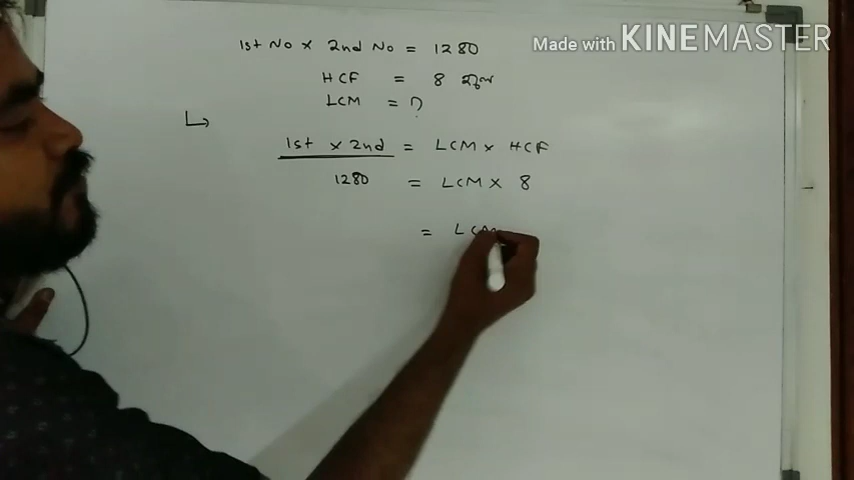 Made with KINEMASTER
1st No x 2nd No = 1280
HCF = 8
LCM = ?
1st x 2nd = LCM x HCF
1280 = LCM x 8
= LCM